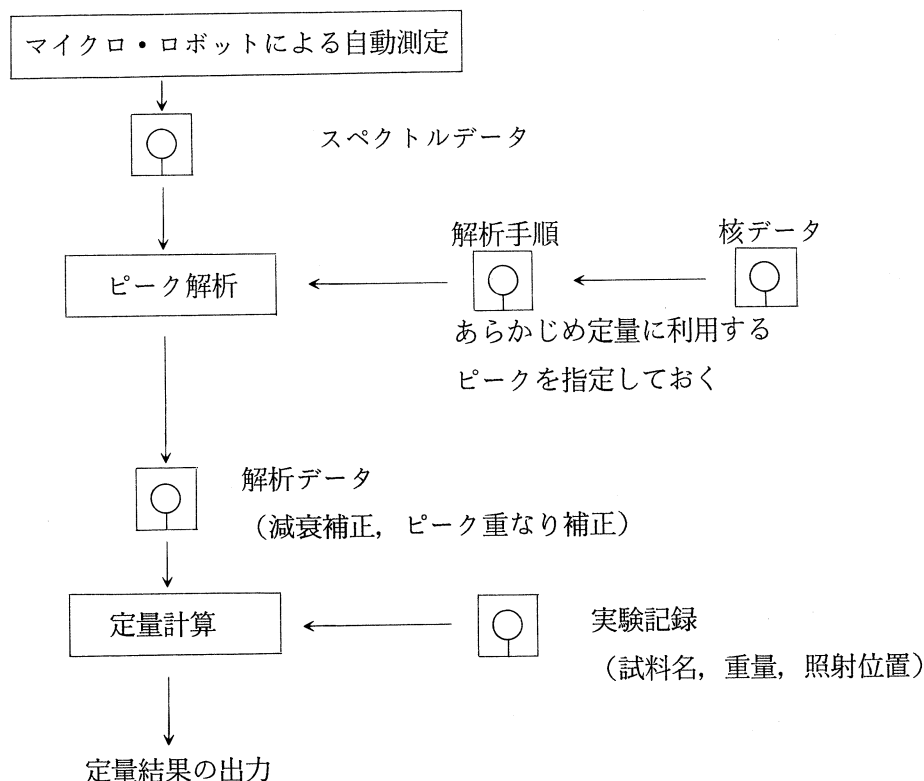 マイクロ・ロボットによる自動測定
スペクトルデータ
解析手順
核データ
ピーク解析
あらかじめ定量に利用する
ピークを指定しておく
解析データ
（減衰補正，ピーク重なり補正）
定量計算
実験記録
（試料名，重量，照射位置）
定量結果の出力